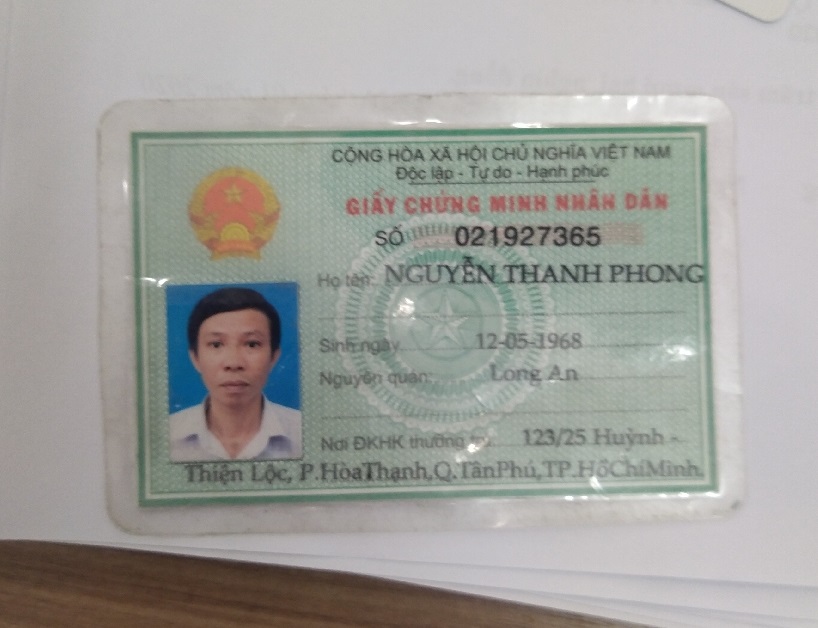 CỘNG HÒA XÃ HỘI CHỦ NGHĨA VIỆT NAM
Độc lập - Tự do - Hạnh phúc
GIẤY CHỨNG MINH NHÂN DÂN
SỐ 021927365
Họ tên: NGUYỄN THANH PHONG
Sinh ngày 12-05-1968
Nguyên quán: Long An
Nơi ĐKHK thường 123/25 Huỳnh -
Thiện Lộc, P.HòaThạnh,Q.TânPhú,TP.HồChíMinh.